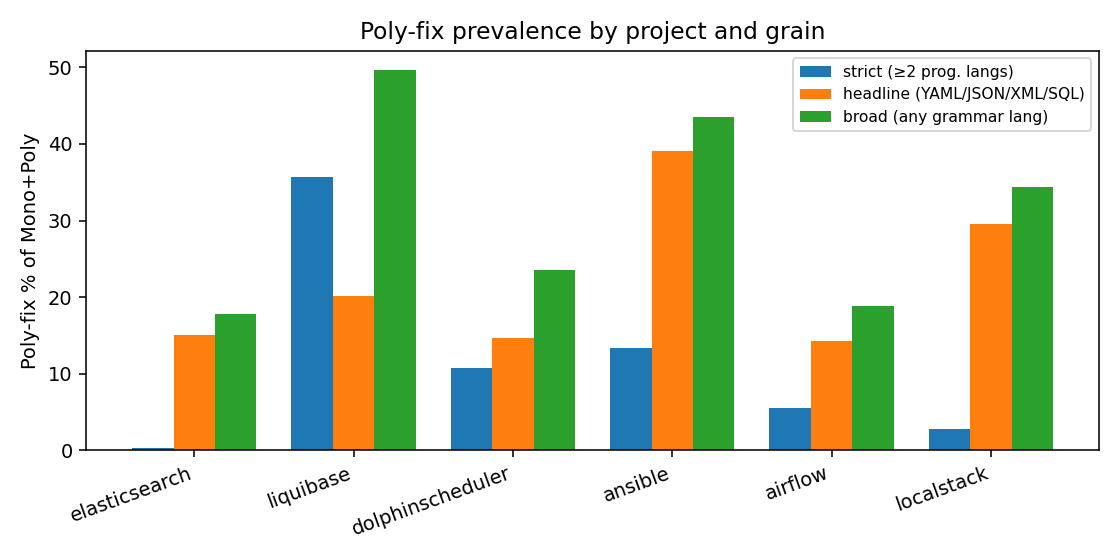 Poly-fix prevalence by project and grain
strict (≥2 prog. langs)
headline (YAML/JSON/XML/SQL)
broad (any grammar lang)
Poly-fix % of Mono+Poly
50
40
30
20
10
0
elasticsearch
liquibase
dolphinscheduler
ansible
airflow
localstack